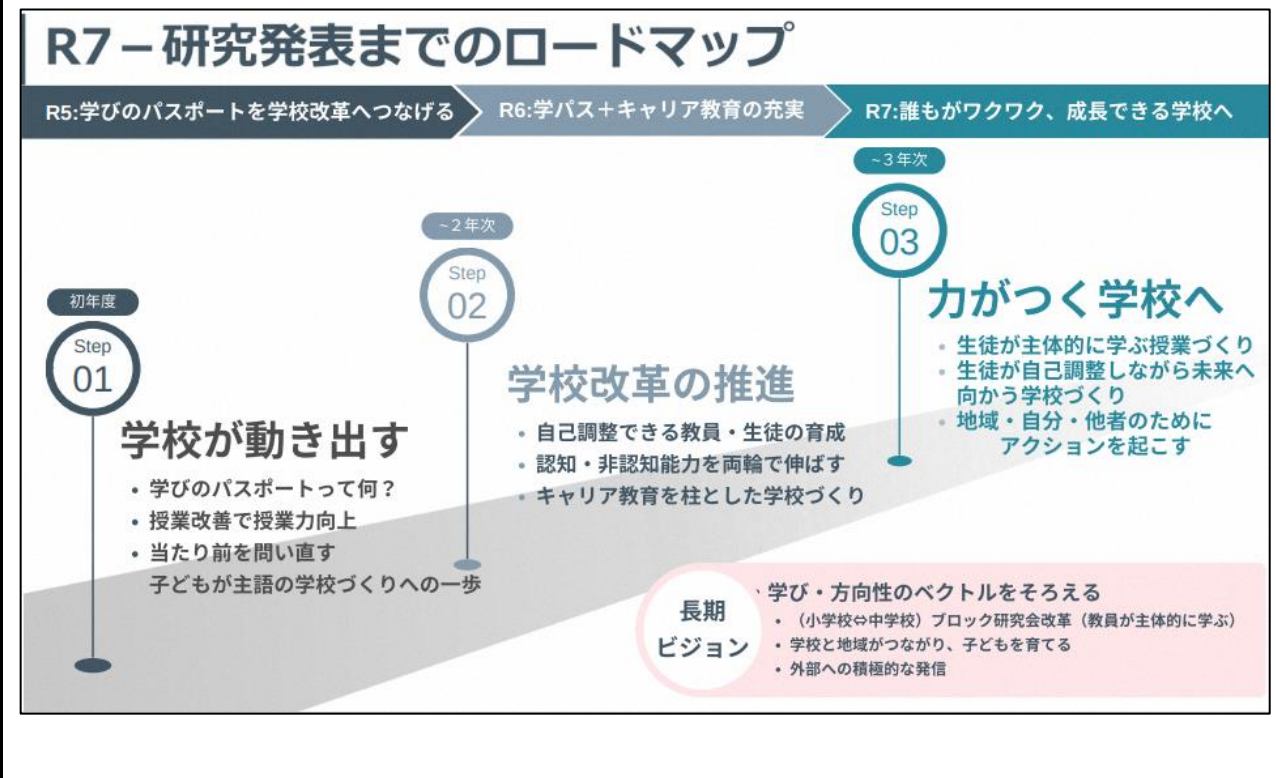 R7－研究発表までのロードマップ
R5:学びのパスポートを学校改革へつなげる
R6:学パス＋キャリア教育の充実
R7:誰もがワクワク、成長できる学校へ
初年度
Step
01
学校が動き出す
• 学びのパスポートって何？
• 授業改善で授業力向上
• 当たり前を問い直す
子どもが主語の学校づくりへの一歩
~２年次
Step
02
学校改革の推進
• 自己調整できる教員・生徒の育成
• 認知・非認知能力を両輪で伸ばす
• キャリア教育を柱とした学校づくり
~３年次
Step
03
力がつく学校へ
• 生徒が主体的に学ぶ授業づくり
• 生徒が自己調整しながら未来へ
向かう学校づくり
• 地域・自分・他者のために
アクションを起こす
長期
ビジョン
学び・方向性のベクトルをそろえる
• （小学校⇔中学校）ブロック研究会改革（教員が主体的に学ぶ）
• 学校と地域がつながり、子どもを育てる
• 外部への積極的な発信